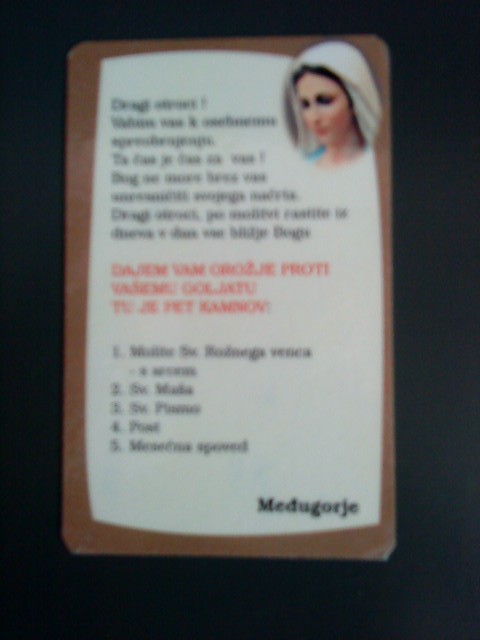 Dragi otroci !
Vabim vas k osebnemu
spreobrnjenju.
Ta čas je čas za vas !
Bog ne more brez vas
uresničiti svojega načrta.
Dragi otroci, po molitvi rastite iz
dneva v dan vse bližje Bogu
DAJEM VAM OROŽJE PROTI
VAŠEMU GOLJATU
TU JE PET KAMNOV:
1. Molite Sv. Rožnega venca
- s srcem
2. Sv. Maša
3. Sv. Pismo
4. Post
5. Mesečna spoved
Međugorje